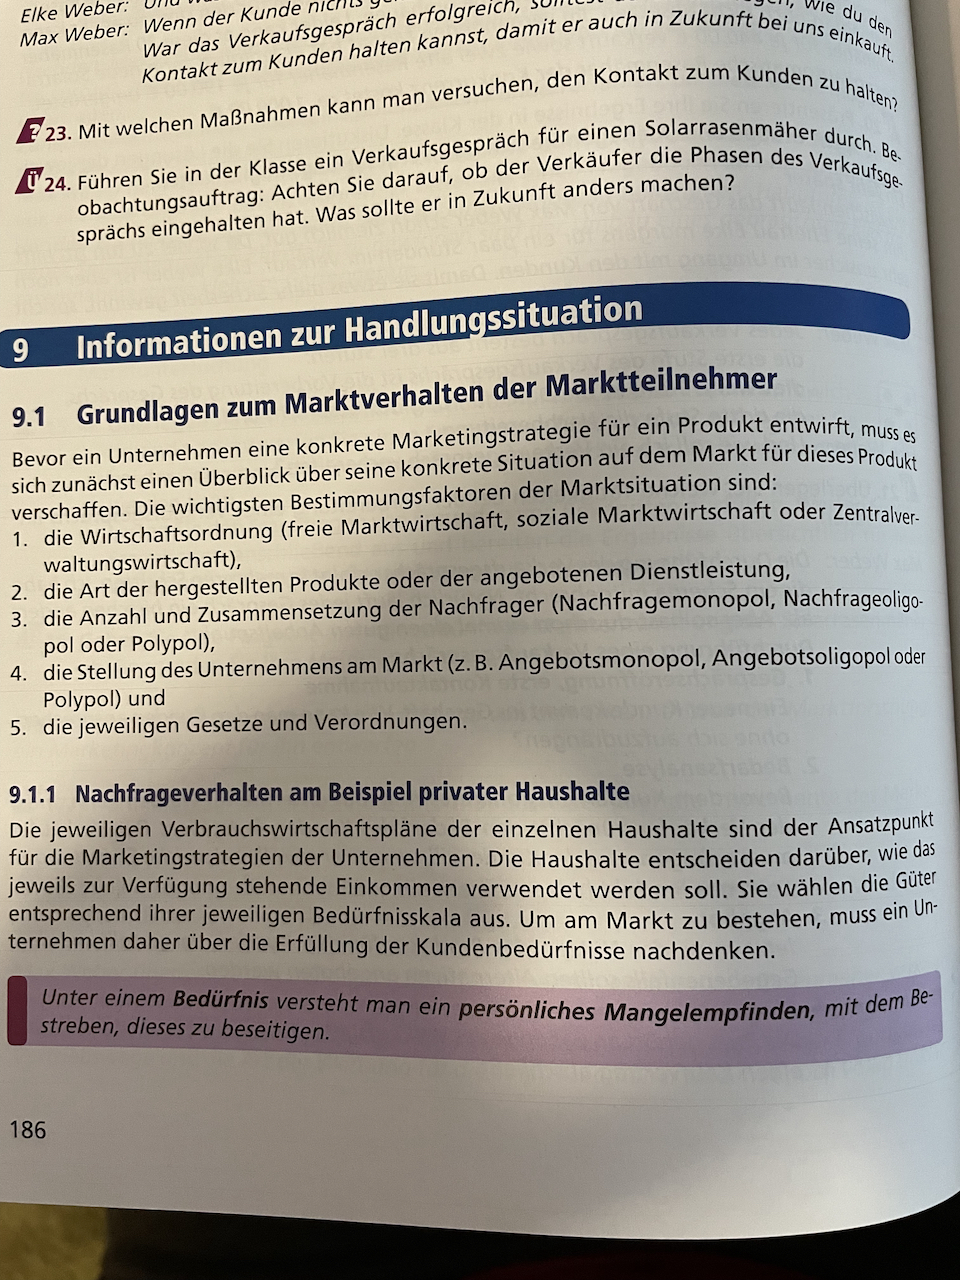 Elke Weber:
Max Weber: Wenn der Kunde nichts
War das Verkaufsgespräch erfolgreich, wie du den
Kontakt zum Kunden halten kannst, damit er auch in Zukunft bei uns einkauft.
? 23. Mit welchen Maßnahmen kann man versuchen, den Kontakt zum Kunden zu halten?
Ü 24. Führen Sie in der Klasse ein Verkaufsgespräch für einen Solarrasenmäher durch. Be-
obachtungsauftrag: Achten Sie darauf, ob der Verkäufer die Phasen des Verkaufsge-
sprächs eingehalten hat. Was sollte er in Zukunft anders machen?
9 Informationen zur Handlungssituation
9.1 Grundlagen zum Marktverhalten der Marktteilnehmer
Bevor ein Unternehmen eine konkrete Marketingstrategie für ein Produkt entwirft, muss es
sich zunächst einen Überblick über seine konkrete Situation auf dem Markt für dieses Produkt
verschaffen. Die wichtigsten Bestimmungsfaktoren der Marktsituation sind:
1. die Wirtschaftsordnung (freie Marktwirtschaft, soziale Marktwirtschaft oder Zentralver-
waltungswirtschaft),
2. die Art der hergestellten Produkte oder der angebotenen Dienstleistung,
3. die Anzahl und Zusammensetzung der Nachfrager (Nachfragemonopol, Nachfrageoligo-
pol oder Polypol),
4. die Stellung des Unternehmens am Markt (z. B. Angebotsmonopol, Angebotsoligopol oder
Polypol) und
5. die jeweiligen Gesetze und Verordnungen.
9.1.1 Nachfrageverhalten am Beispiel privater Haushalte
Die jeweiligen Verbrauchswirtschaftspläne der einzelnen Haushalte sind der Ansatzpunkt
für die Marketingstrategien der Unternehmen. Die Haushalte entscheiden darüber, wie das
jeweils zur Verfügung stehende Einkommen verwendet werden soll. Sie wählen die Güter
entsprechend ihrer jeweiligen Bedürfnisskala aus. Um am Markt zu bestehen, muss ein Un-
ternehmen daher über die Erfüllung der Kundenbedürfnisse nachdenken.
Unter einem Bedürfnis versteht man ein persönliches Mangelempfinden, mit dem Be-
streben, dieses zu beseitigen.
186